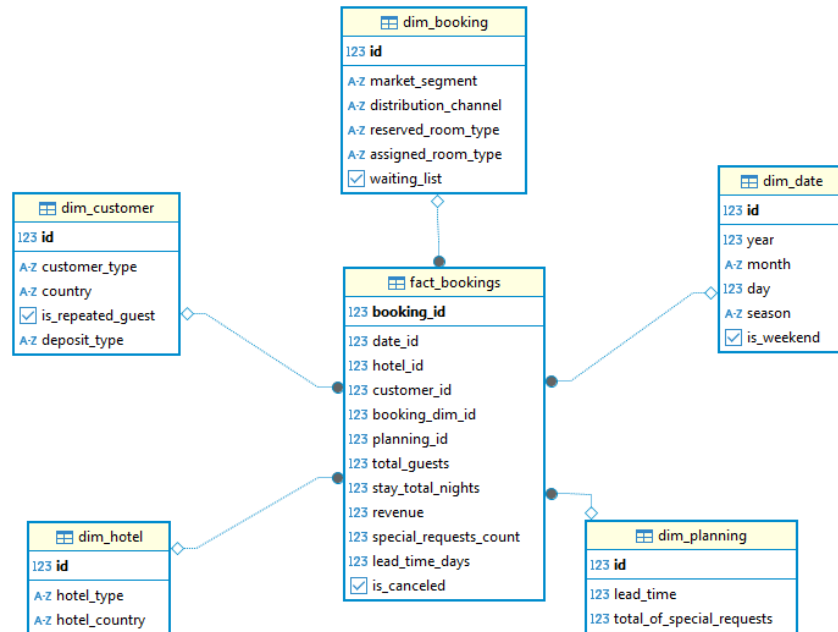 dim_booking
123 id
A-Z market_segment
A-Z distribution_channel
A-Z reserved_room_type
A-Z assigned_room_type
waiting_list
dim_customer
123 id
A-Z customer_type
A-Z country
is_repeated_guest
A-Z deposit_type
dim_date
123 id
123 year
A-Z month
123 day
A-Z season
is_weekend
fact_bookings
123 booking_id
123 date_id
123 hotel_id
123 customer_id
123 booking_dim_id
123 planning_id
123 total_guests
123 stay_total_nights
123 revenue
123 special_requests_count
123 lead_time_days
is_canceled
dim_hotel
123 id
A-Z hotel_type
A-Z hotel_country
dim_planning
123 id
123 lead_time
123 total_of_special_requests